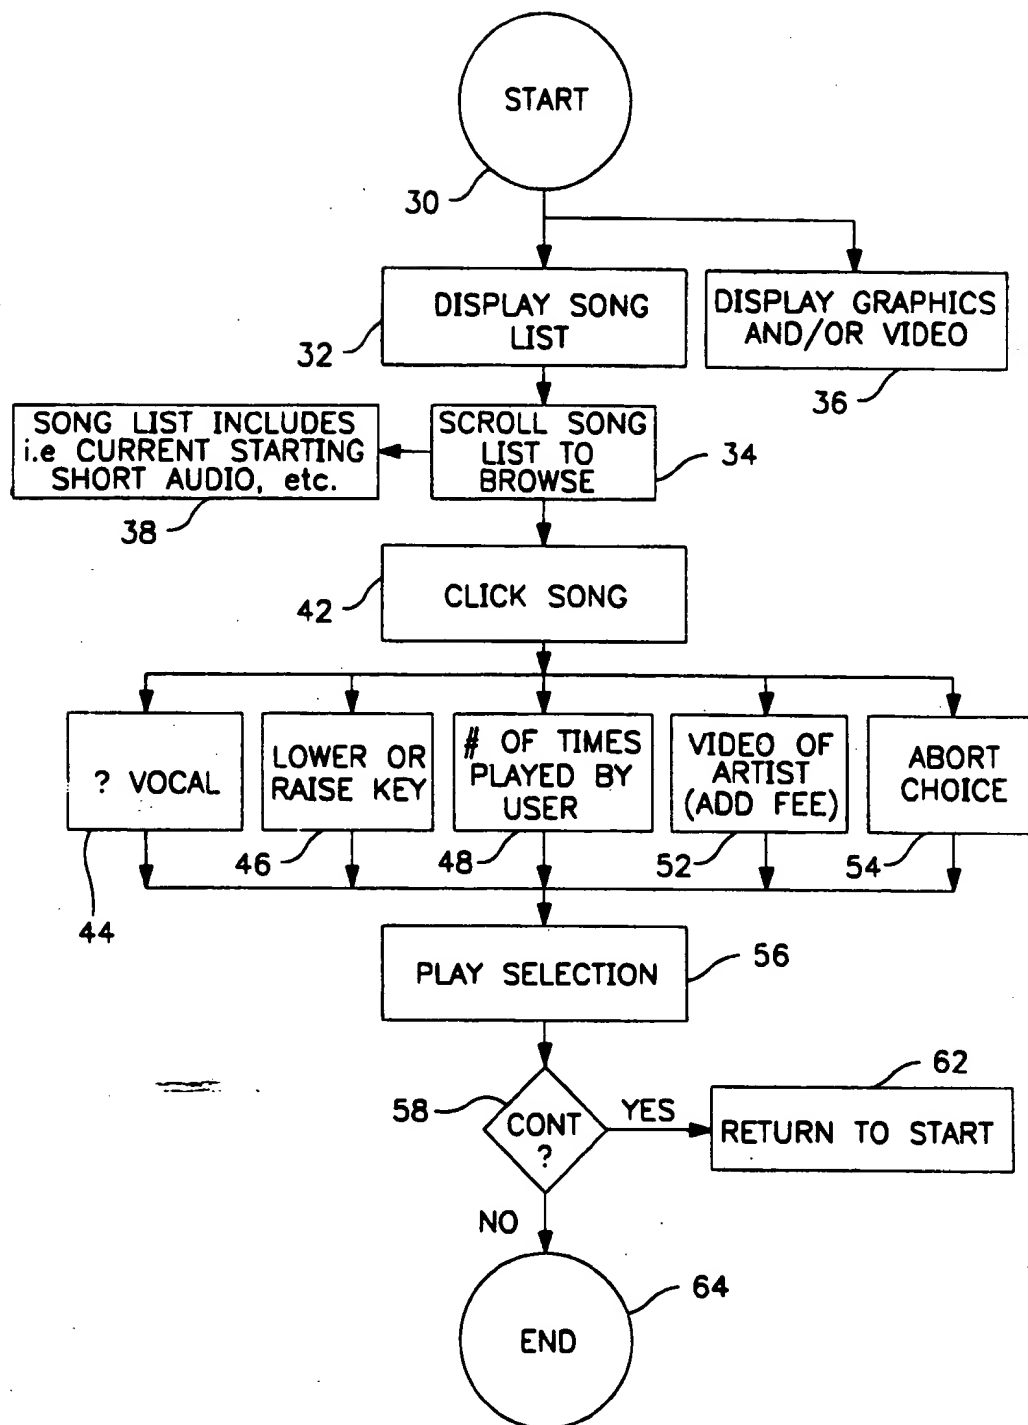 START
30
DISPLAY SONG
LIST
32
DISPLAY GRAPHICS
AND/OR VIDEO
36
SONG LIST INCLUDES
i.e CURRENT STARTING
SHORT AUDIO, etc.
38
SCROLL SONG
LIST TO
BROWSE
34
CLICK SONG
42
? VOCAL
44
LOWER OR
RAISE KEY
46
# OF TIMES
PLAYED BY
USER
48
VIDEO OF
ARTIST
(ADD FEE)
52
ABORT
CHOICE
54
PLAY SELECTION
56
58
CONT
?
YES
62
RETURN TO START
NO
END
64